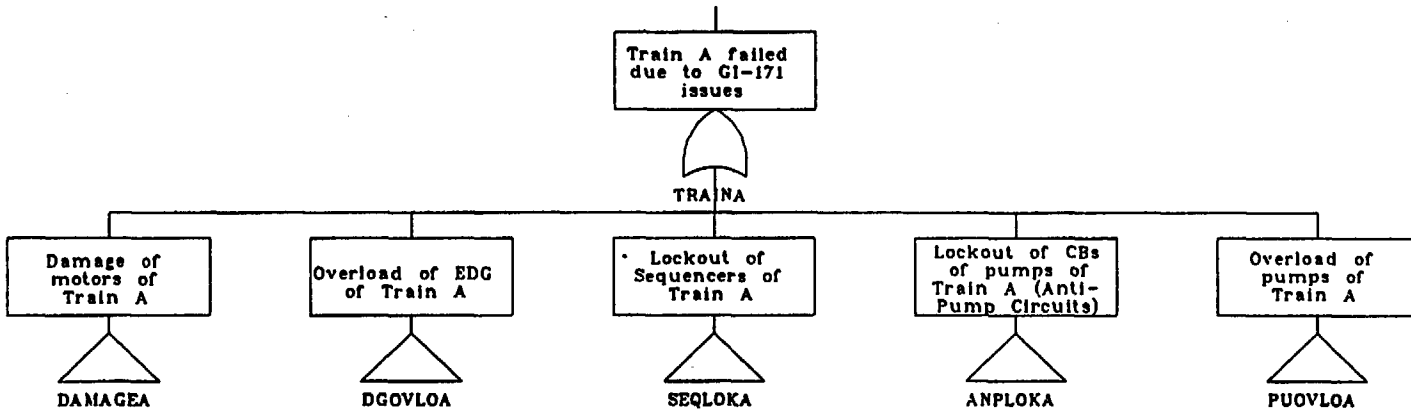 Train A failed
due to GI-171
issues
TRAINA
Damage of
motors of
Train A
Overload of EDG
of Train A
Lockout of
Sequencers of
Train A
Lockout of CBs
of pumps of
Train A (Anti-
Pump Circuits)
Overload of
pumps of
Train A
DAMAGEA
DGOVLOA
SEQLOKA
ANPLOKA
PUOVLOA